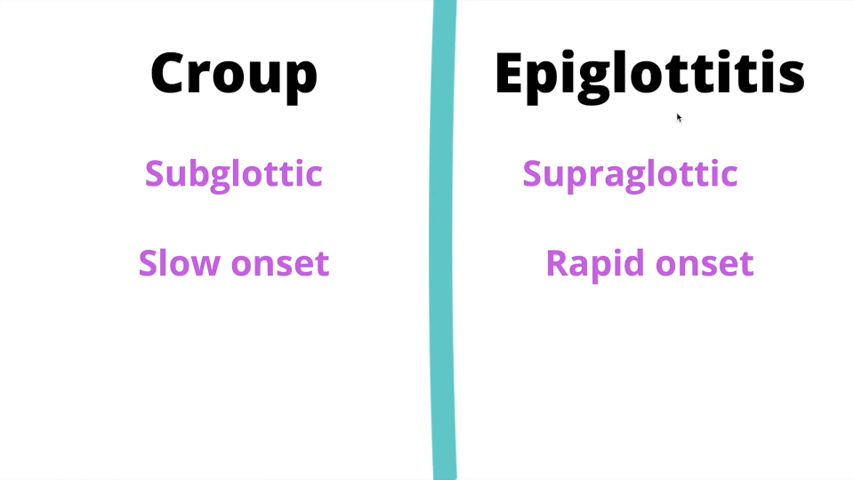 Croup
Subglottic
Slow onset
Epiglottitis
Supraglottic
Rapid onset